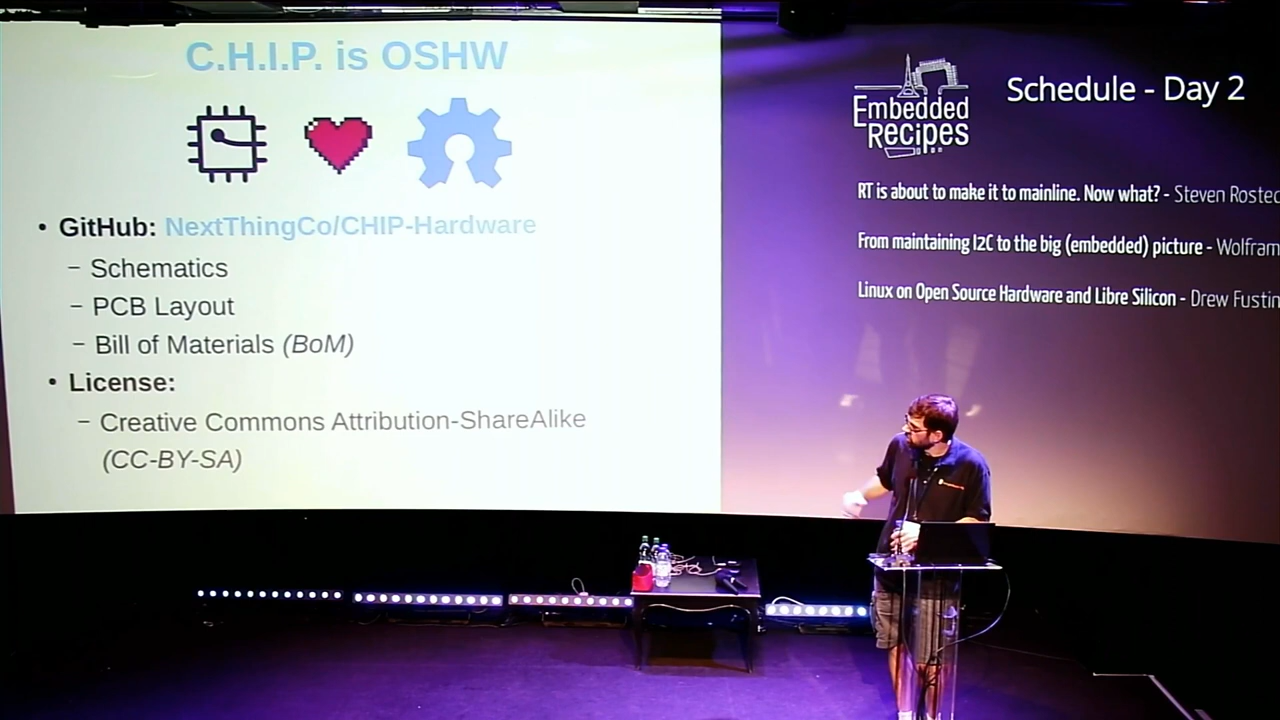 C.H.I.P. is OSHW
• GitHub: NextThingCo/CHIP-Hardware
– Schematics
– PCB Layout
– Bill of Materials (BoM)
• License:
– Creative Commons Attribution-ShareAlike
(CC-BY-SA)
Embedded
Recipes
Schedule - Day 2
RT is about to make it to mainline. Now what? - Steven Rosted
From maintaining I2C to the big (embedded) picture - Wolfram
Linux on Open Source Hardware and Libre Silicon - Drew Fustin